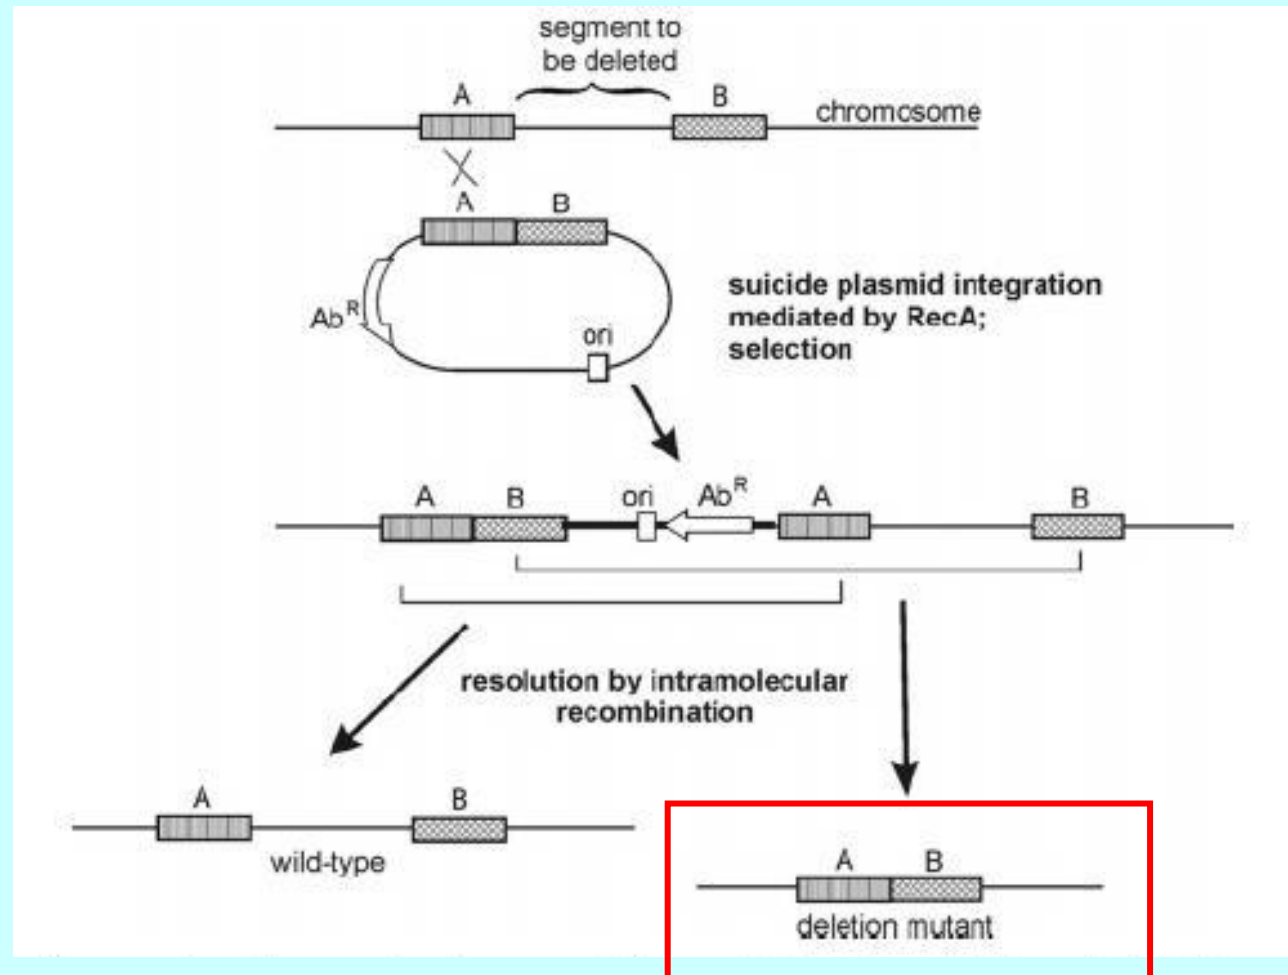 segment to
be deleted
A
B
chromosome
A
B
Ab^R
ori
suicide plasmid integration
mediated by RecA;
selection
A
B
ori
Ab^R
A
B
resolution by intramolecular
recombination
A
B
wild-type
A
B
deletion mutant